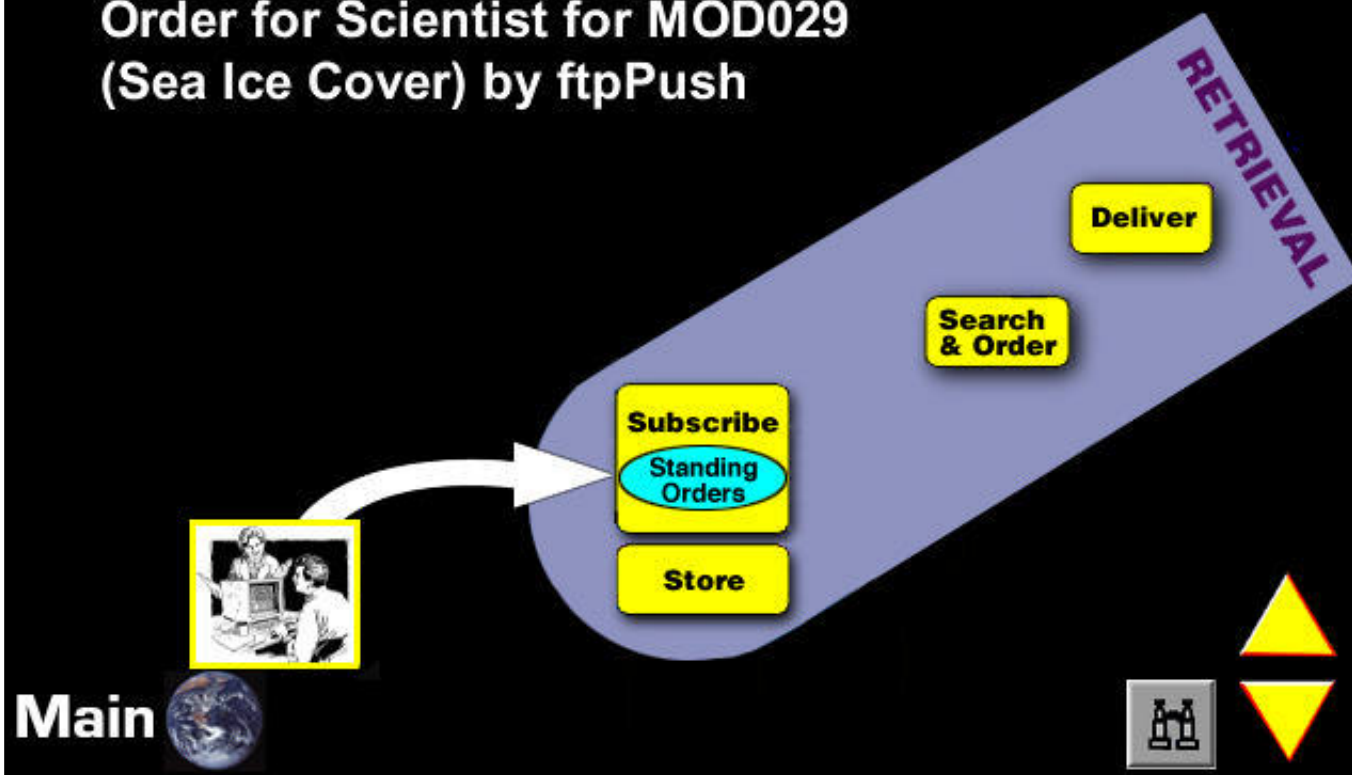 Order for Scientist for MOD029
(Sea Ice Cover) by ftpPush
RETRIEVAL
Deliver
Search
& Order
Subscribe
Standing
Orders
Store
Main